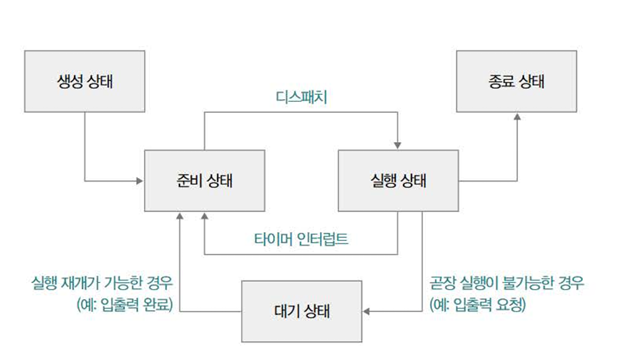 생성 상태
종료 상태
디스패치
준비 상태
실행 상태
타이머 인터럽트
실행 재개가 가능한 경우
(예: 입출력 완료)
곧장 실행이 불가능한 경우
(예: 입출력 요청)
대기 상태